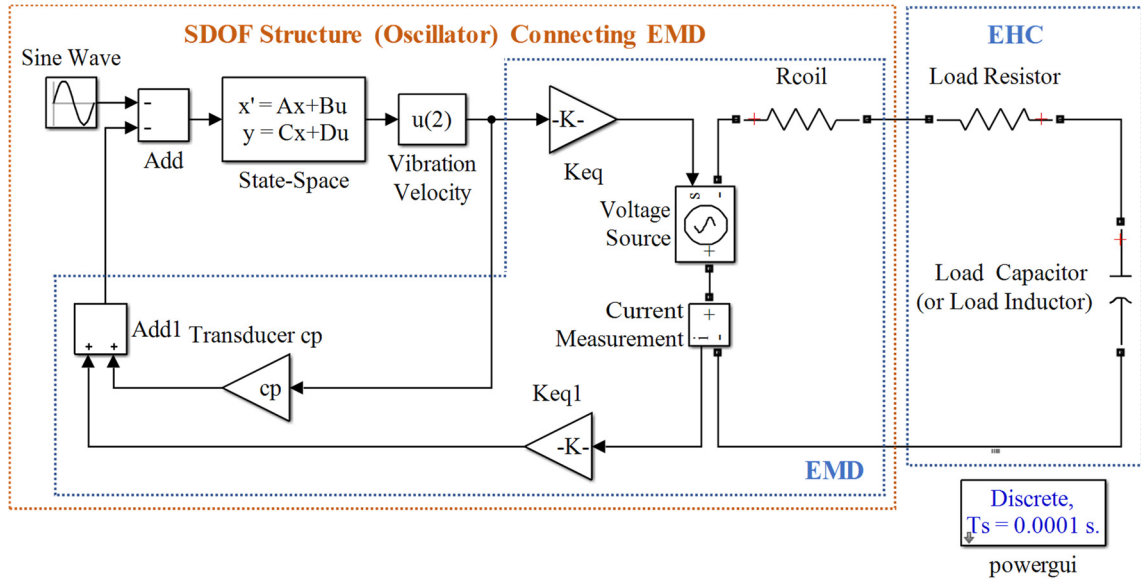 SDOF Structure (Oscillator) Connecting EMD
EHC
Sine Wave
Rcoil
Load Resistor
-
-
Add
x' = Ax+Bu
y = Cx+Du
State-Space
u(2)
Vibration
Velocity
-K-
Keq
s
-
+
Voltage
Source
Load Capacitor
(or Load Inductor)
+
i
-
Current
Measurement
+
+
Add1
Transducer cp
cp
Keq1
-K-
EMD
Discrete,
Ts = 0.0001 s.
powergui